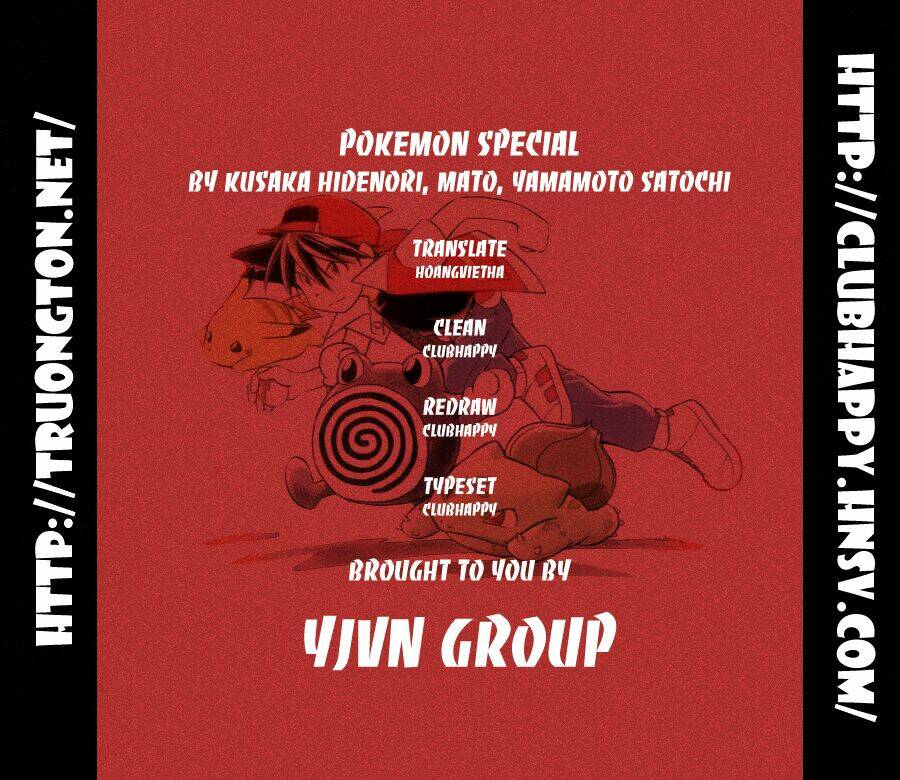 HTTP://TRUONGTON.NET/
POKEMON SPECIAL
BY KUSAKA HIDENORI, MATO, YAMAMOTO SATOCHI
TRANSLATE
HOANGVIETHA
CLEAN
CLUBHAPPY
REDRAW
CLUBHAPPY
TYPESET
CLUBHAPPY
BROUGHT TO YOU BY
YJVN GROUP
HTTP://CLUBHAPPY.HNSV.COM/